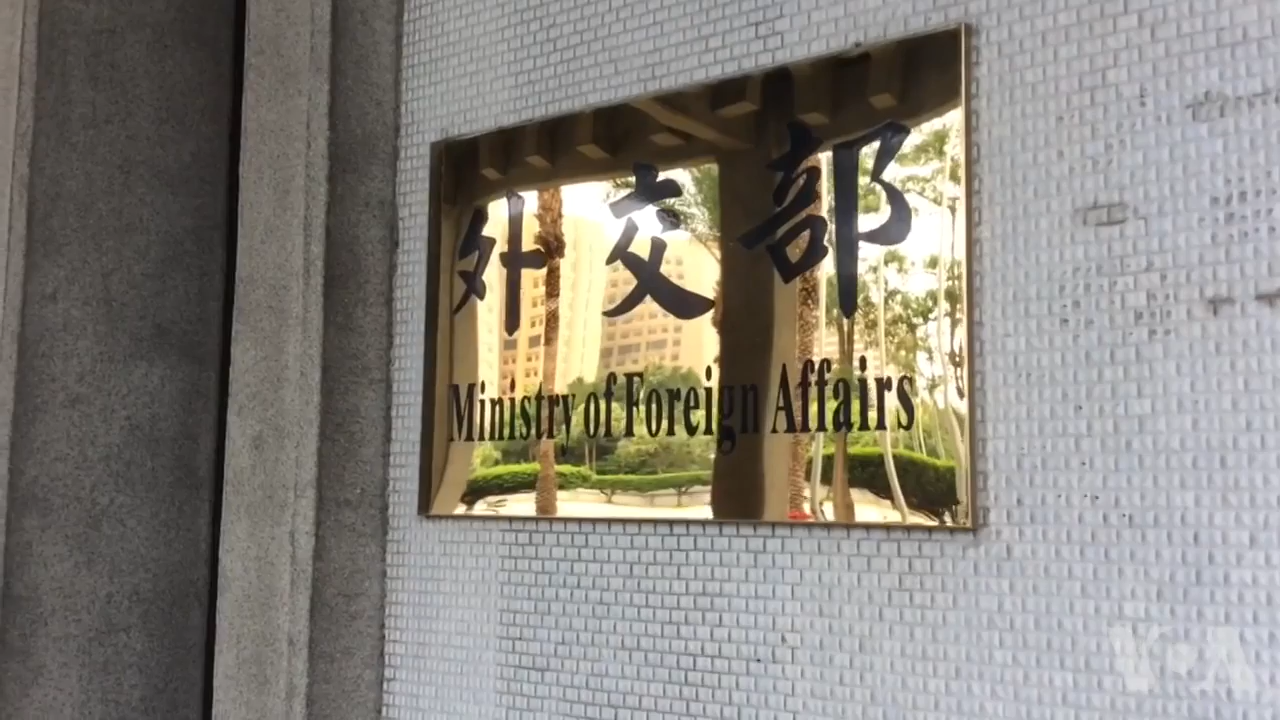 外交部
Ministry of Foreign Affairs
VOA